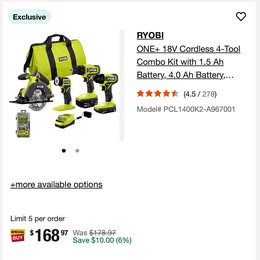 Exclusive
RYOBI
ONE+ 18V Cordless 4-Tool
Combo Kit with 1.5 Ah
Battery, 4.0 Ah Battery,...
(4.5 / 278)
Model# PCL1400K2-A967001
+more available options
Limit 5 per order
SPECIAL BUY $168 97 Was $178.97
Save $10.00 (6%)